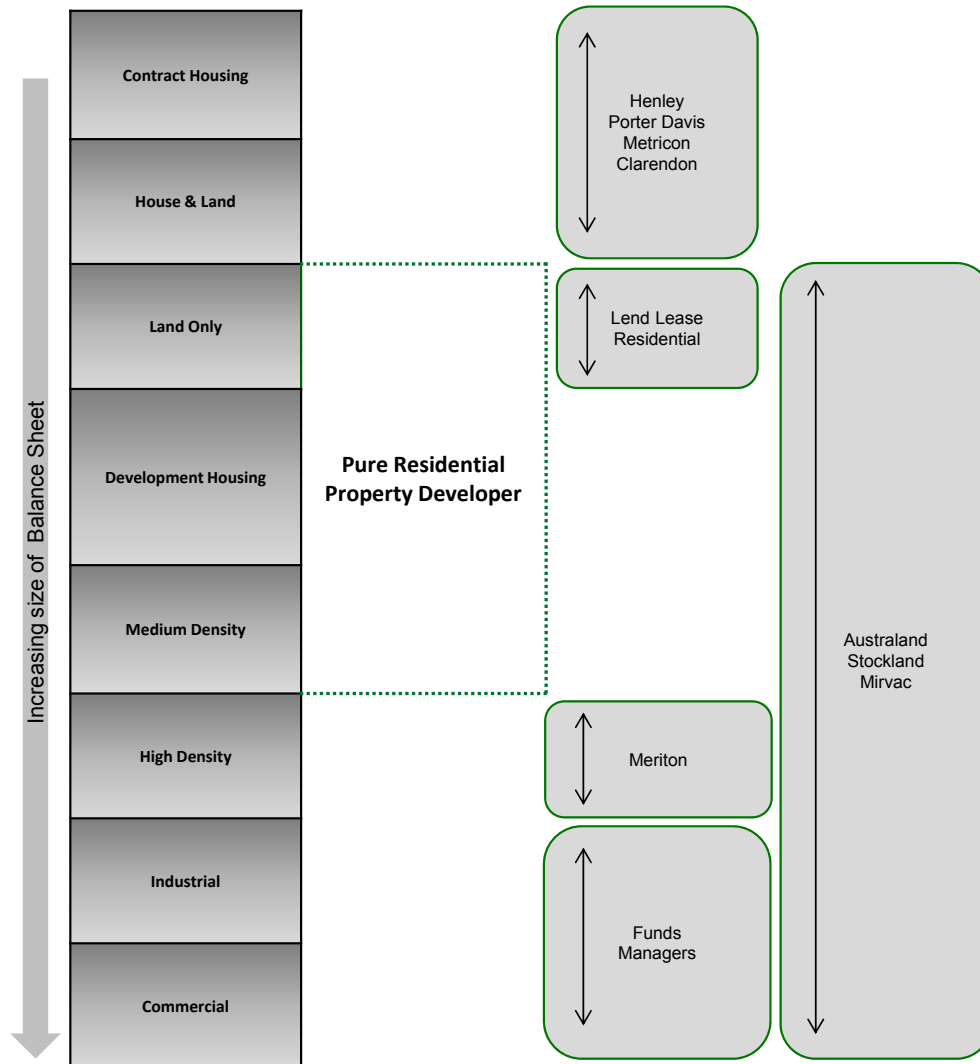 Increasing size of Balance Sheet
Contract Housing
House & Land
Land Only
Development Housing
Medium Density
High Density
Industrial
Commercial
Pure Residential
Property Developer
Henley
Porter Davis
Metricon
Clarendon
Lend Lease
Residential
Meriton
Funds
Managers
Australand
Stockland
Mirvac